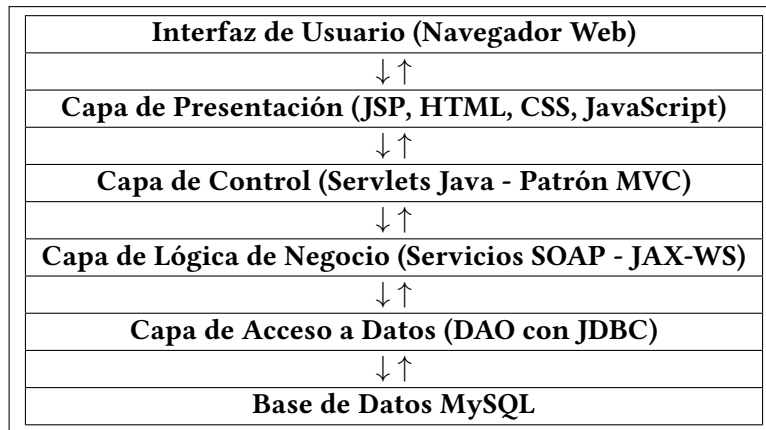 Interfaz de Usuario (Navegador Web)
↓↑
Capa de Presentación (JSP, HTML, CSS, JavaScript)
↓↑
Capa de Control (Servlets Java - Patrón MVC)
↓↑
Capa de Lógica de Negocio (Servicios SOAP - JAX-WS)
↓↑
Capa de Acceso a Datos (DAO con JDBC)
↓↑
Base de Datos MySQL